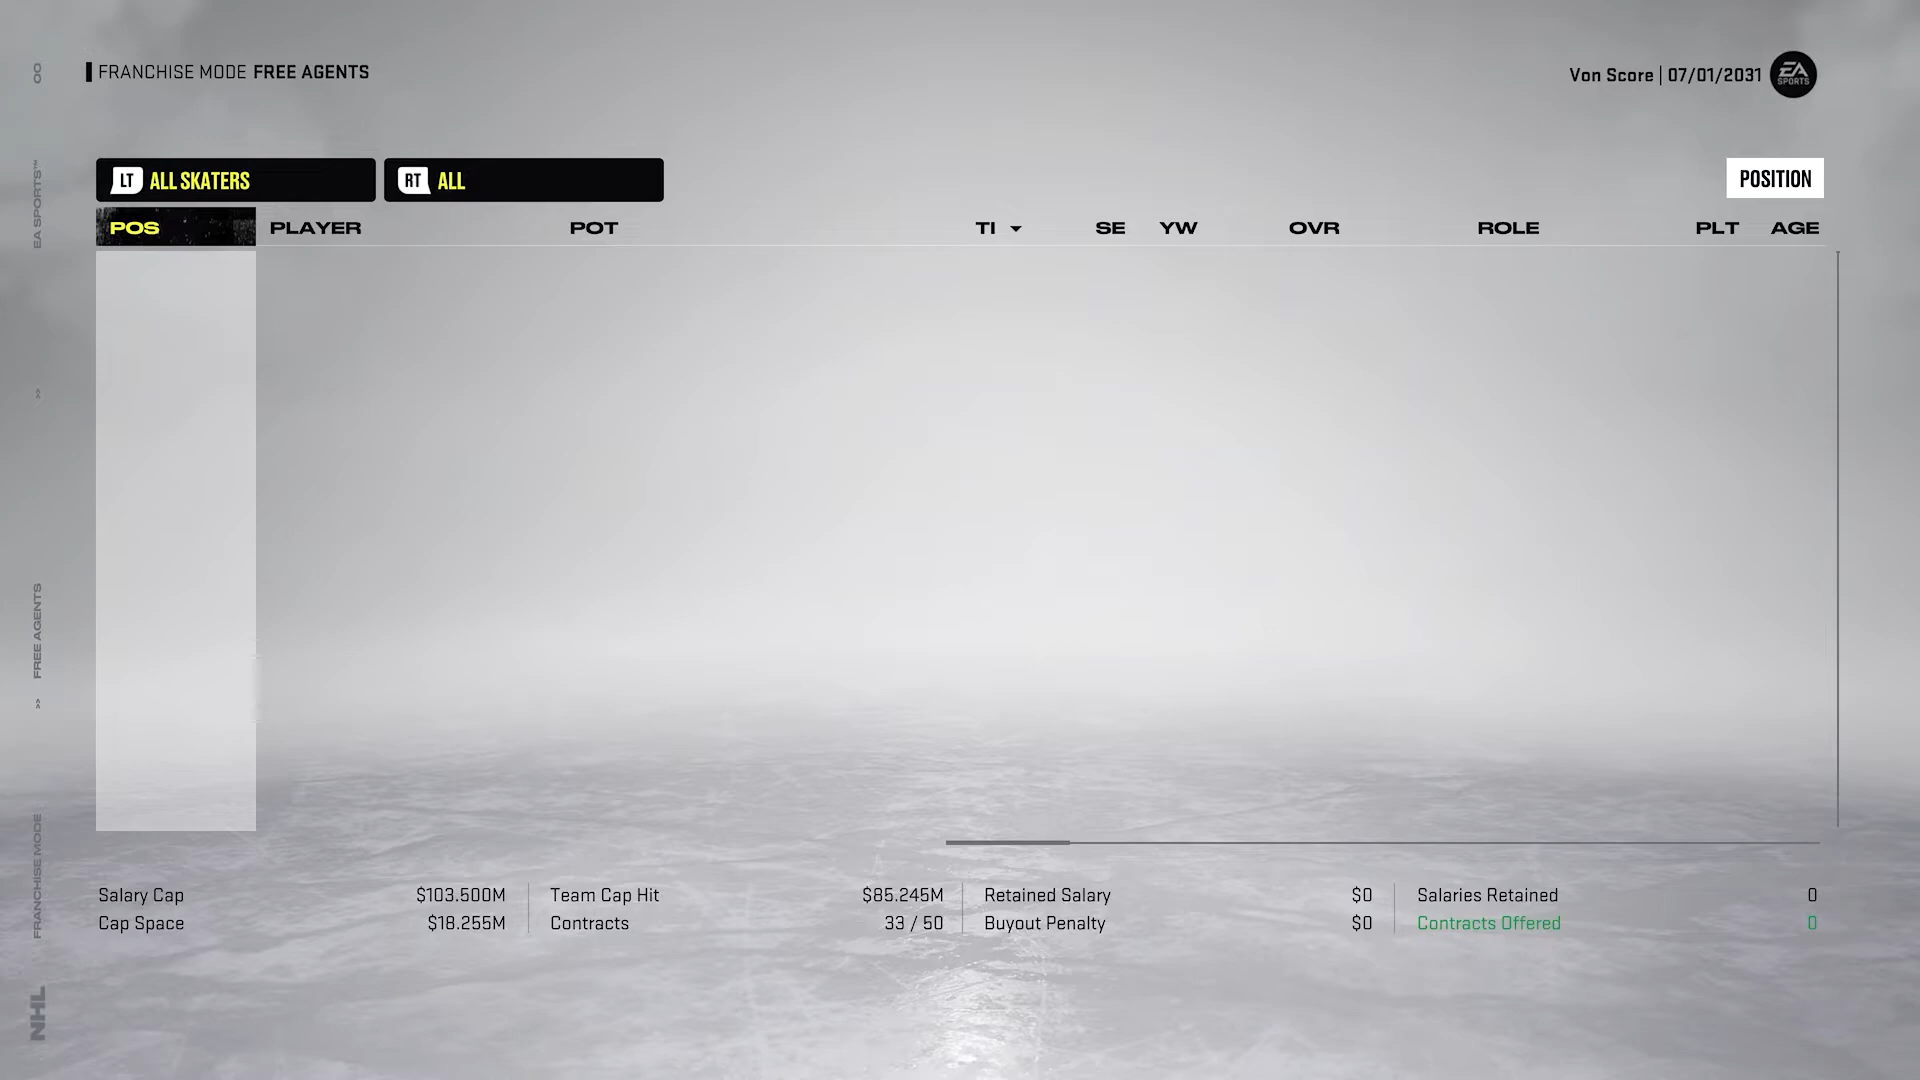 FRANCHISE MODE FREE AGENTS
Von Score | 07/01/2031
EA SPORTS
LT ALL SKATERS
RT ALL
POSITION
POS PLAYER POT TI SE YW OVR ROLE PLT AGE
Salary Cap $103.500M Team Cap Hit $85.245M Retained Salary $0 Salaries Retained 0
Cap Space $18.255M Contracts 33 / 50 Buyout Penalty $0 Contracts Offered 0
NHL
FRANCHISE MODE
>> FREE AGENTS
>>
EA SPORTS™